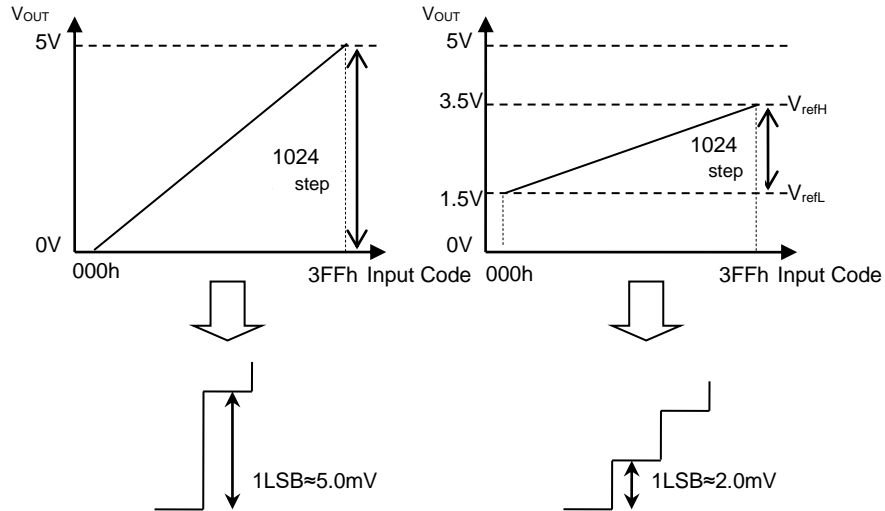 VOUT
5V
1024
step
0V
000h
3FFh Input Code
1LSB≈5.0mV
VOUT
5V
3.5V
VrefH
1024
step
1.5V
VrefL
0V
000h
3FFh Input Code
1LSB≈2.0mV